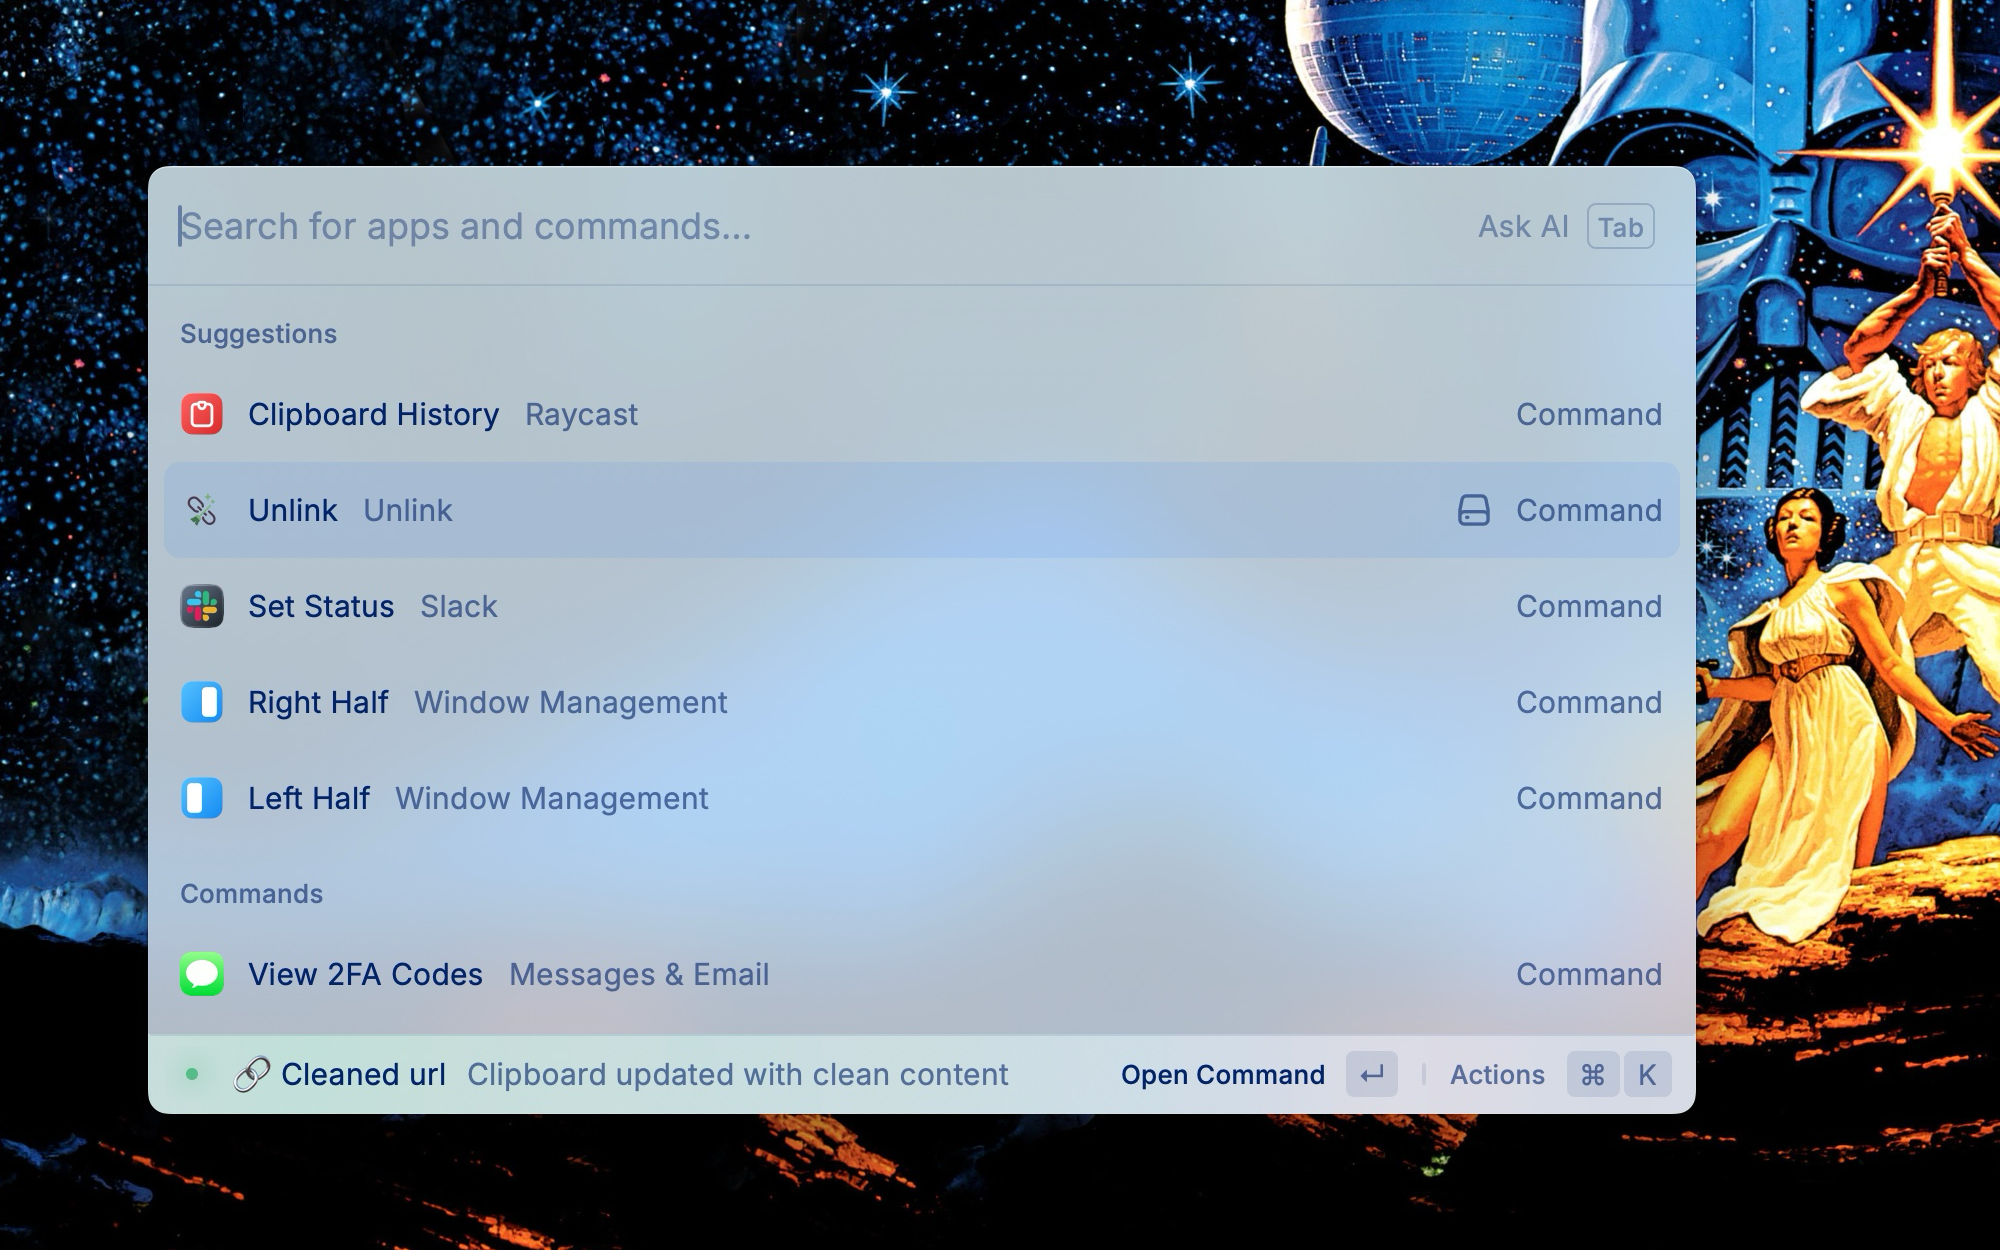 Search for apps and commands...
Ask AI Tab
Suggestions
Clipboard History Raycast Command
Unlink Unlink Command
Set Status Slack Command
Right Half Window Management Command
Left Half Window Management Command
Commands
View 2FA Codes Messages & Email Command
Cleaned url Clipboard updated with clean content Open Command ↵ Actions ⌘ K